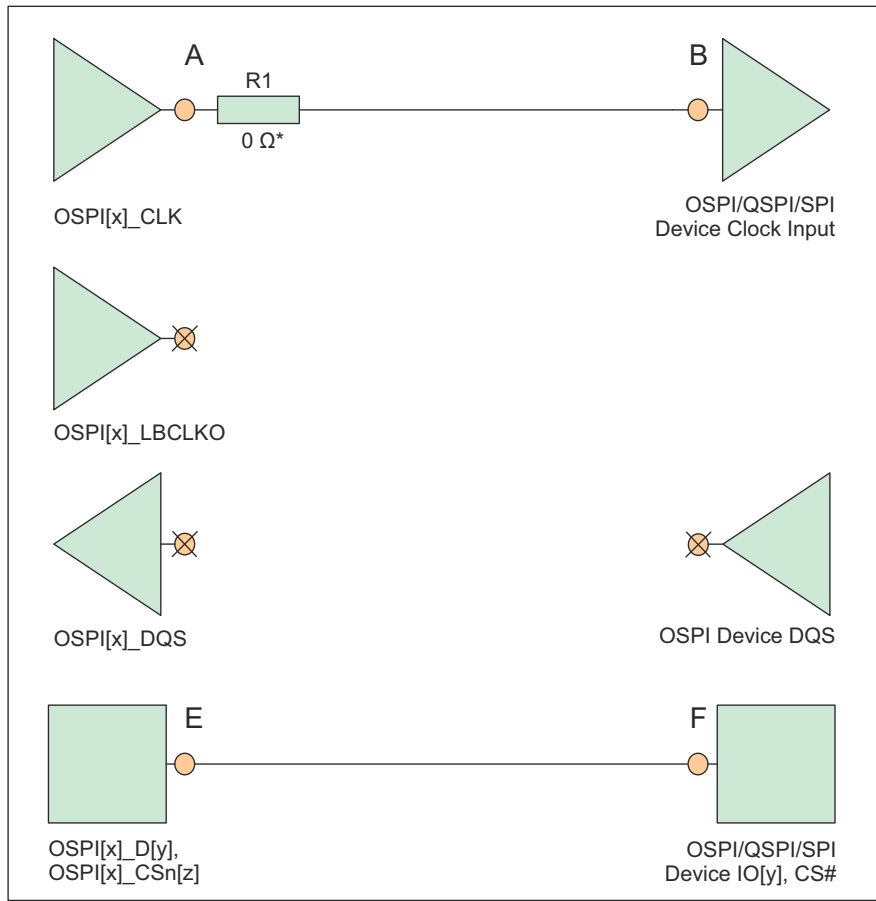 A
B
R1
0 Ω*
OSPI[x]_CLK
OSPI/QSPI/SPI
Device Clock Input
OSPI[x]_LBCLKO
OSPI[x]_DQS
OSPI Device DQS
E
F
OSPI[x]_D[y],
OSPI[x]_CSn[z]
OSPI/QSPI/SPI
Device IO[y], CS#